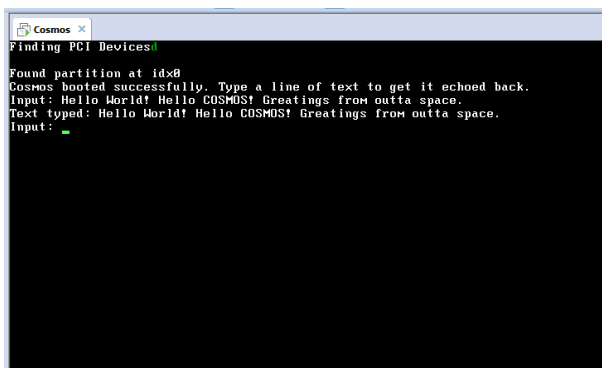 Cosmos ×
Finding PCI Devicesd
Found partition at idx0
Cosmos booted successfully. Type a line of text to get it echoed back.
Input: Hello World! Hello COSMOS! Greatings from outta space.
Text typed: Hello World! Hello COSMOS! Greatings from outta space.
Input: _